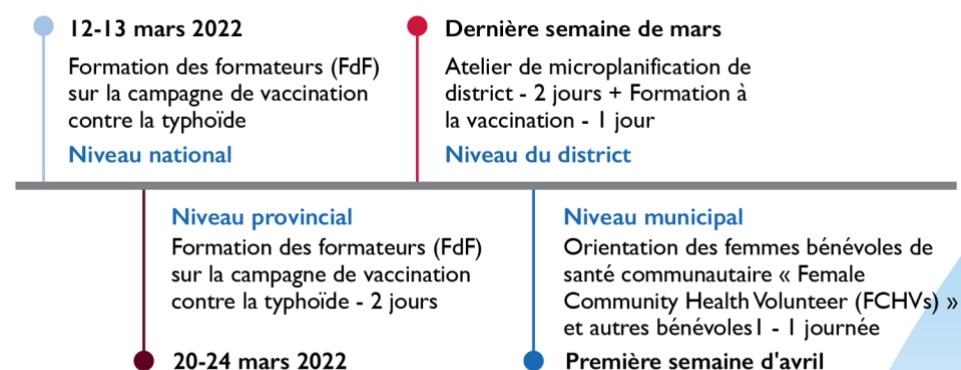 12-13 mars 2022
Formation des formateurs (FdF)
sur la campagne de vaccination
contre la typhoïde
Niveau national
Dernière semaine de mars
Atelier de microplanification de
district - 2 jours + Formation à
la vaccination - 1 jour
Niveau du district
Niveau provincial
Formation des formateurs (FdF)
sur la campagne de vaccination
contre la typhoïde - 2 jours
20-24 mars 2022
Niveau municipal
Orientation des femmes bénévoles de
santé communautaire « Female
Community Health Volunteer (FCHVs) »
et autres bénévoles1 - 1 journée
Première semaine d'avril